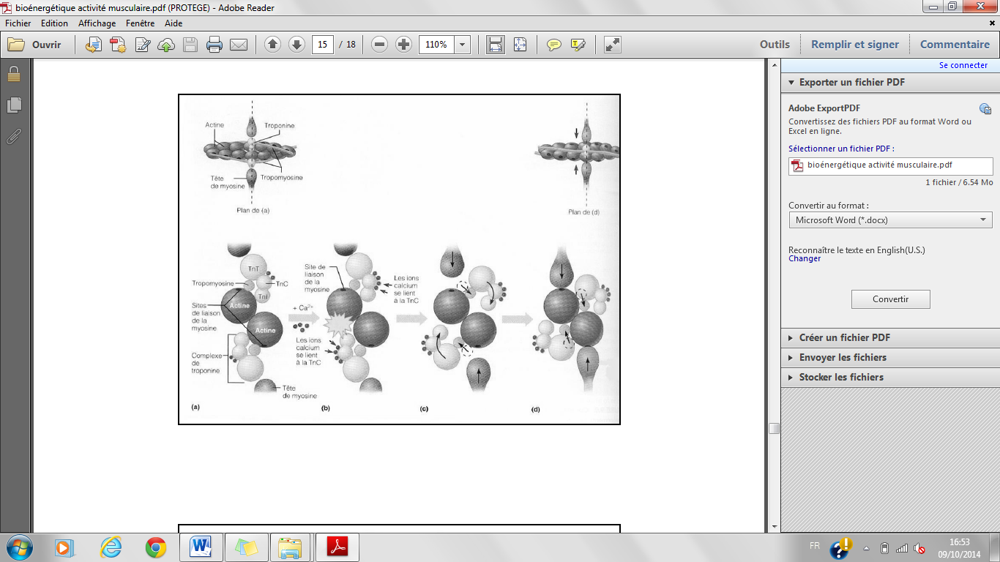 bioénergétique activité musculaire.pdf (PROTEGE) - Adobe Reader
Fichier Edition Affichage Fenêtre Aide
Ouvrir
15 / 18
110%
Outils
Remplir et signer
Commentaire
Se connecter
Exporter un fichier PDF
Adobe ExportPDF
Convertissez des fichiers PDF au format Word ou
Excel en ligne.
Sélectionner un fichier PDF :
bioénergétique activité musculaire.pdf
1 fichier / 6.54 Mo
Convertir au format :
Microsoft Word (*.docx)
Reconnaître le texte en English(U.S.)
Changer
Convertir
Créer un fichier PDF
Envoyer les fichiers
Stocker les fichiers
Actine
Troponine
Tête
de myosine
Tropomyosine
Plan de (a)
Plan de (d)
TnT
Tropomyosine
TnC
TnI
Sites
de liaison
de la
myosine
Actine
Actine
Complexe
de
troponine
Tête
de myosine
(a)
+ Ca²⁺
Site de
liaison
de la
myosine
Les ions
calcium
se lient
à la TnC
Les ions
calcium
se lient
à la TnC
(b)
(c)
(d)
FR
16:53
09/10/2014